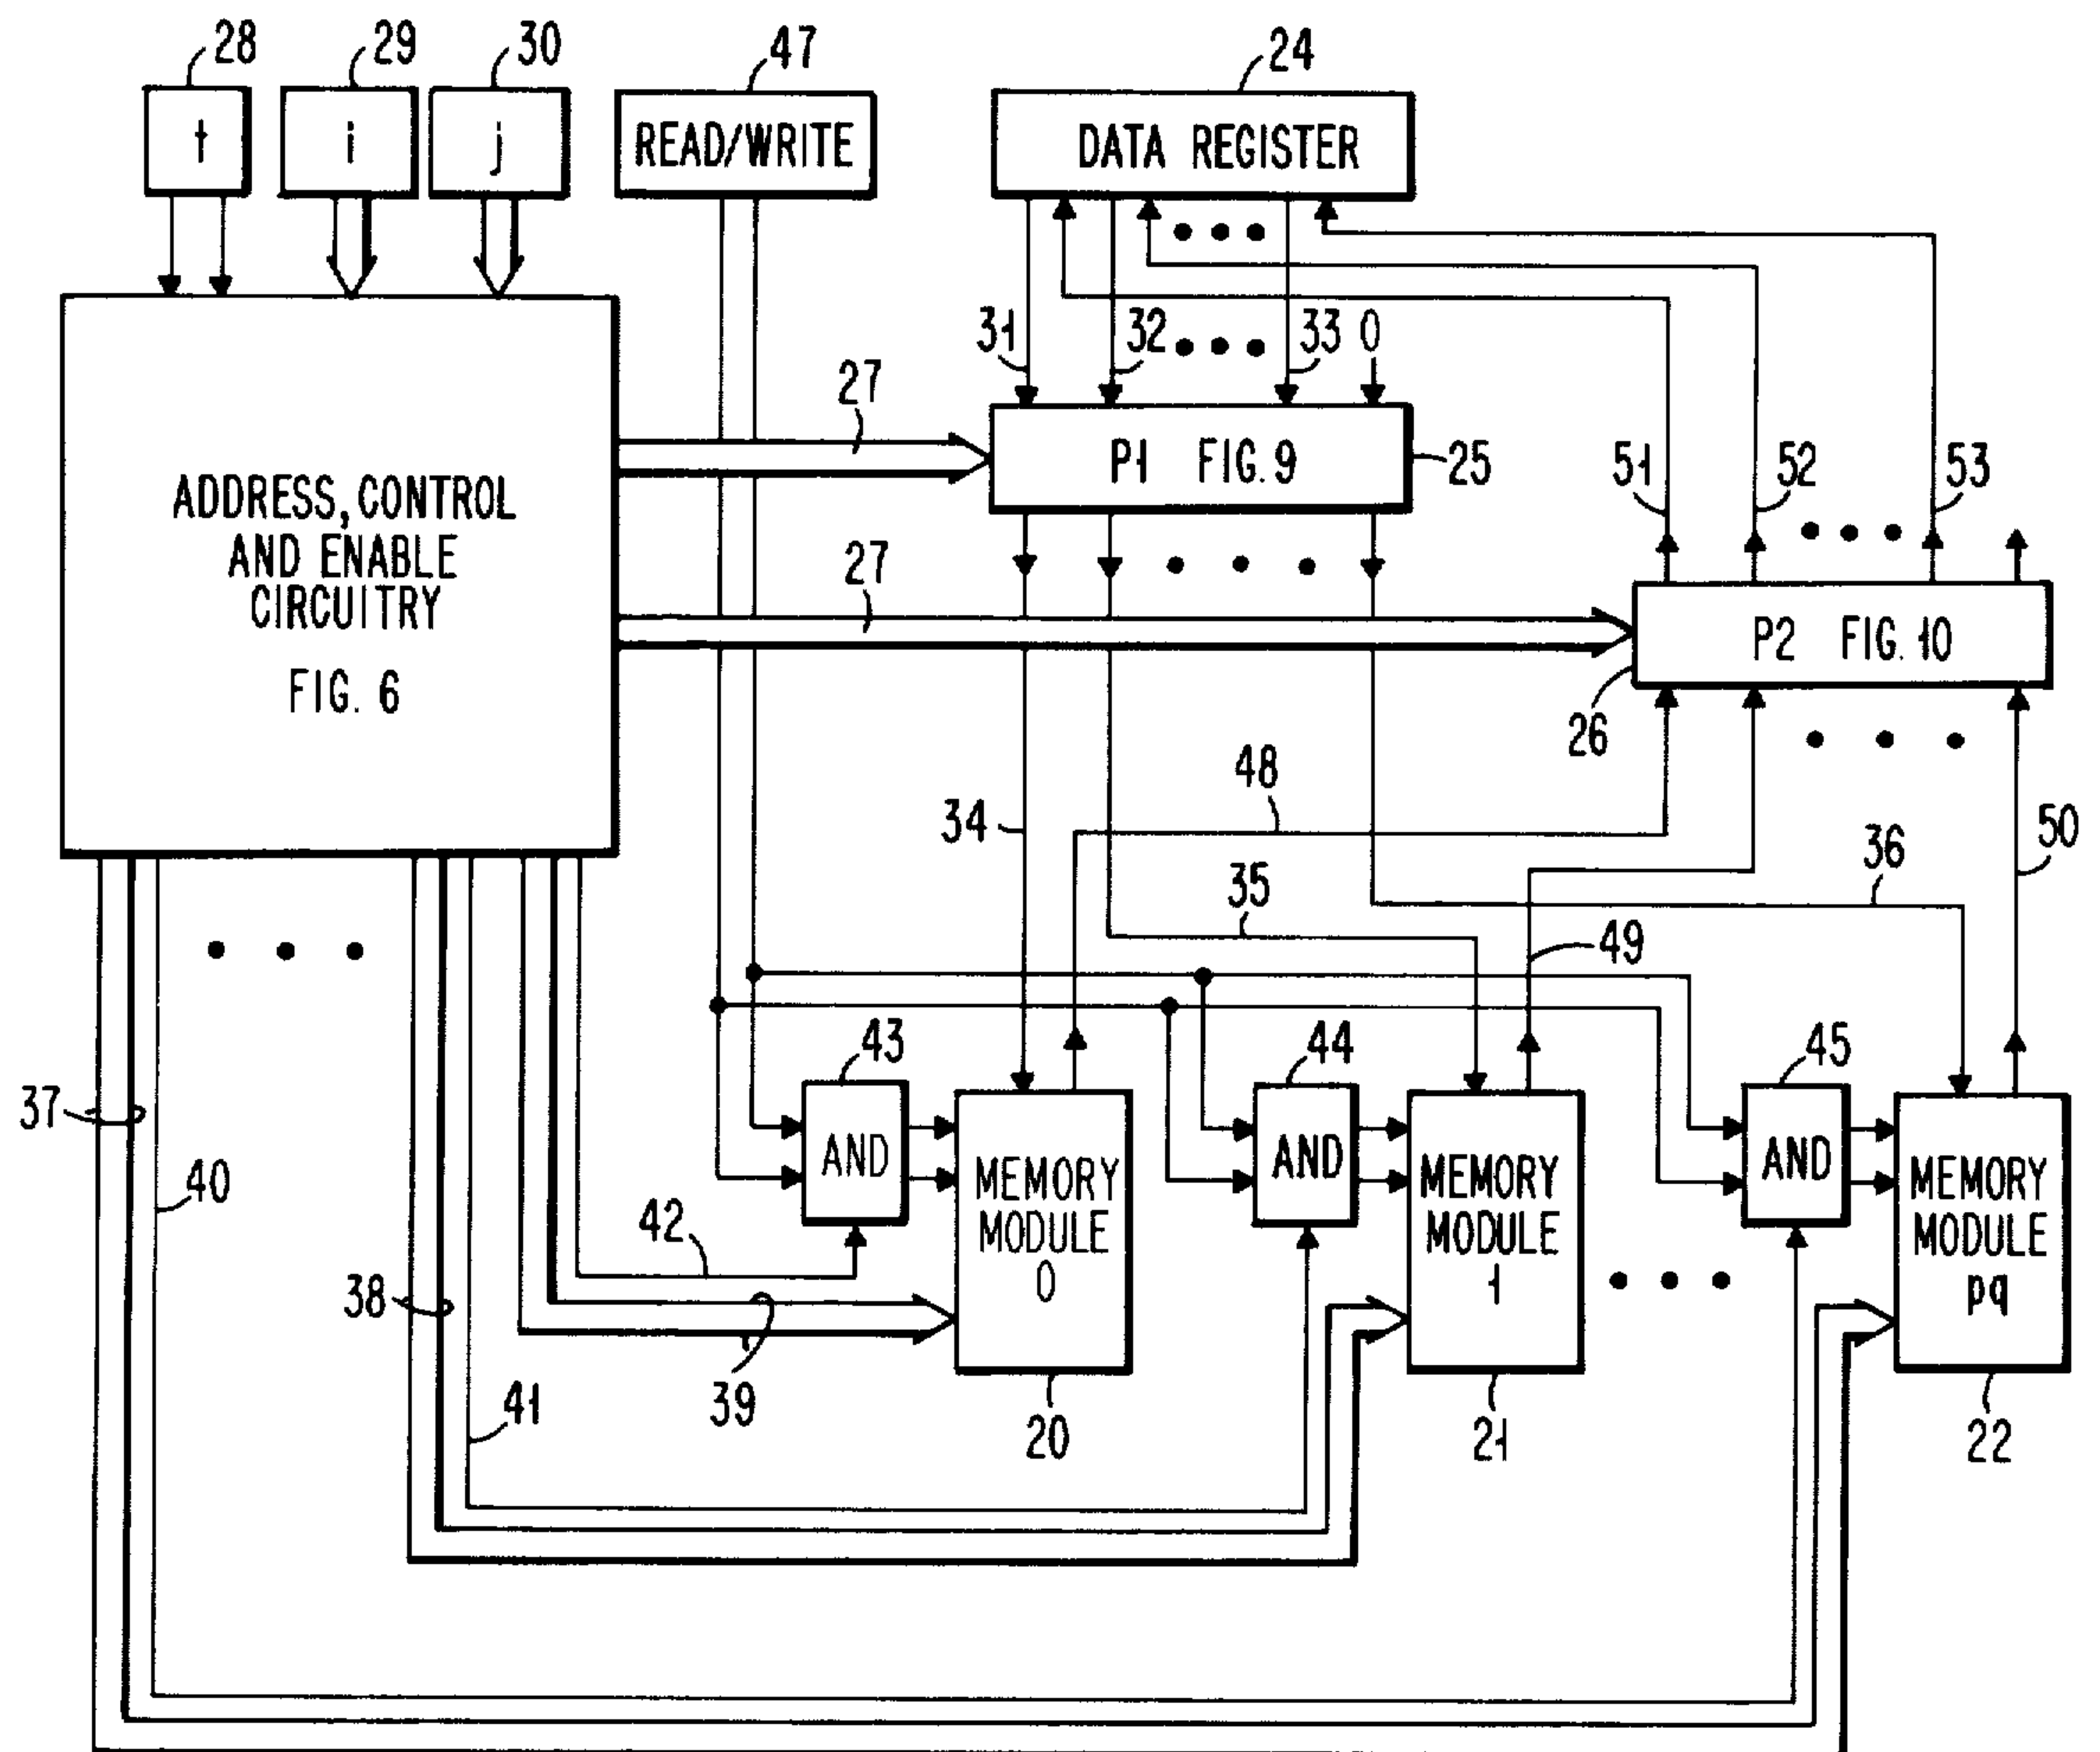 28
29
30
47
24
t
i
j
READ/WRITE
DATA REGISTER
31
32
33
0
27
P1 FIG. 9
25
51
52
53
ADDRESS, CONTROL
AND ENABLE
CIRCUITRY
FIG. 6
27
P2 FIG. 10
26
48
34
50
36
35
49
43
44
45
37
40
AND
MEMORY
MODULE
0
AND
MEMORY
MODULE
1
AND
MEMORY
MODULE
pq
42
38
39
41
20
21
22